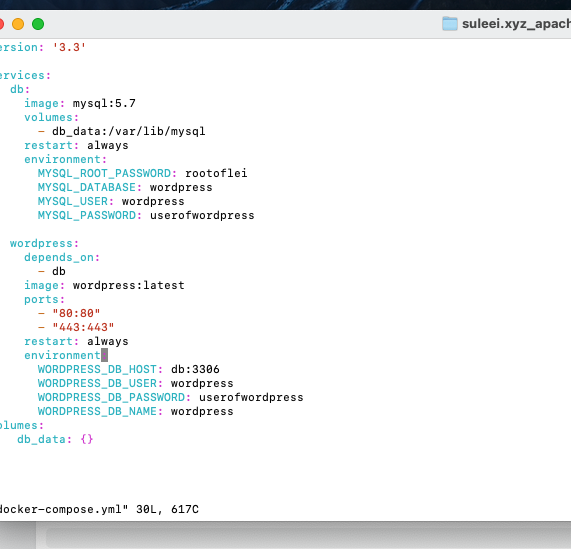 suleei.xyz_apach
ersion: '3.3'
ervices:
db:
image: mysql:5.7
volumes:
- db_data:/var/lib/mysql
restart: always
environment:
MYSQL_ROOT_PASSWORD: rootoflei
MYSQL_DATABASE: wordpress
MYSQL_USER: wordpress
MYSQL_PASSWORD: userofwordpress
wordpress:
depends_on:
- db
image: wordpress:latest
ports:
- "80:80"
- "443:443"
restart: always
environment:
WORDPRESS_DB_HOST: db:3306
WORDPRESS_DB_USER: wordpress
WORDPRESS_DB_PASSWORD: userofwordpress
WORDPRESS_DB_NAME: wordpress
olumes:
db_data: {}
docker-compose.yml" 30L, 617C